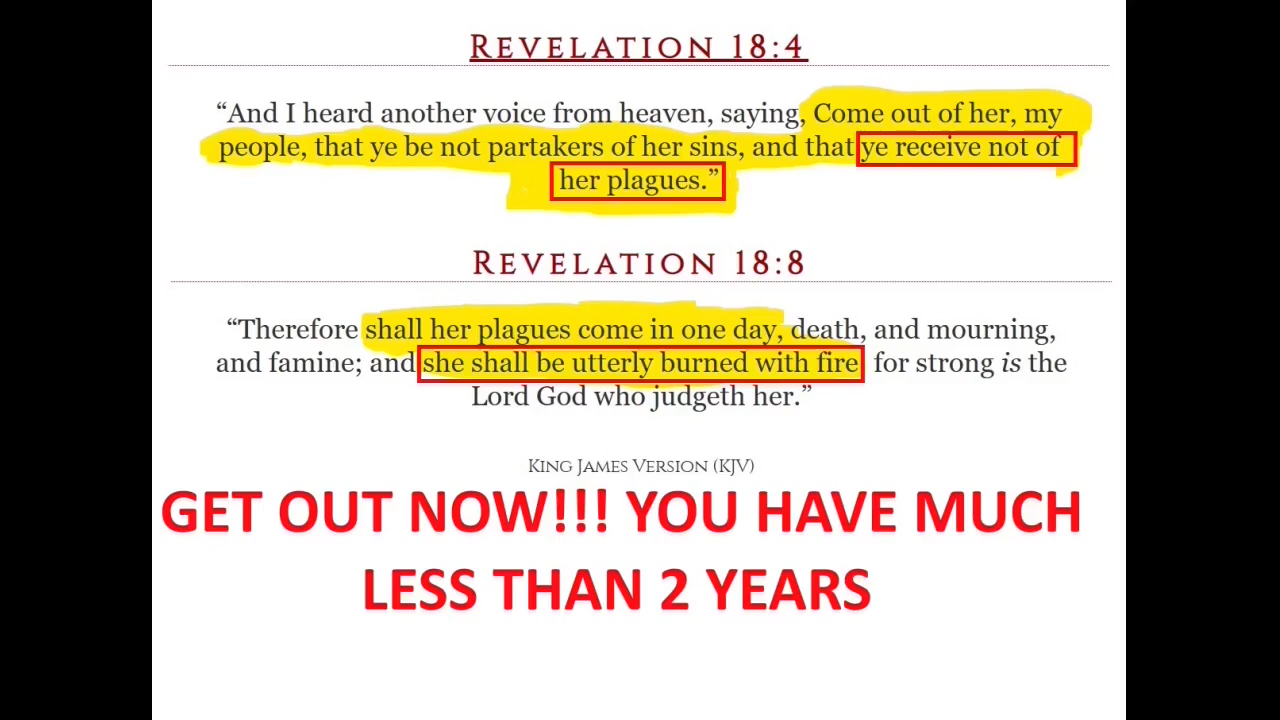 REVELATION 18:4
“And I heard another voice from heaven, saying, Come out of her, my
people, that ye be not partakers of her sins, and that ye receive not of
her plagues.”
REVELATION 18:8
“Therefore shall her plagues come in one day, death, and mourning,
and famine; and she shall be utterly burned with fire for strong is the
Lord God who judgeth her.”
KING JAMES VERSION (KJV)
GET OUT NOW!!! YOU HAVE MUCH
LESS THAN 2 YEARS